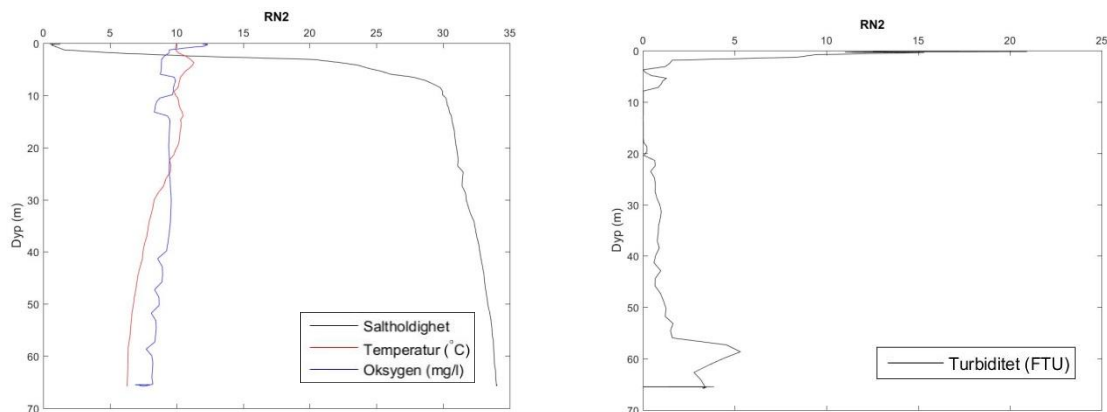 RN2
0 5 10 15 20 25 30 35
0
10
20
30
40
50
60
70
Dyp (m)
Saltholdighet
Temperatur (°C)
Oksygen (mg/l)
RN2
0 5 10 15 20 25
0
10
20
30
40
50
60
70
Dyp (m)
Turbiditet (FTU)